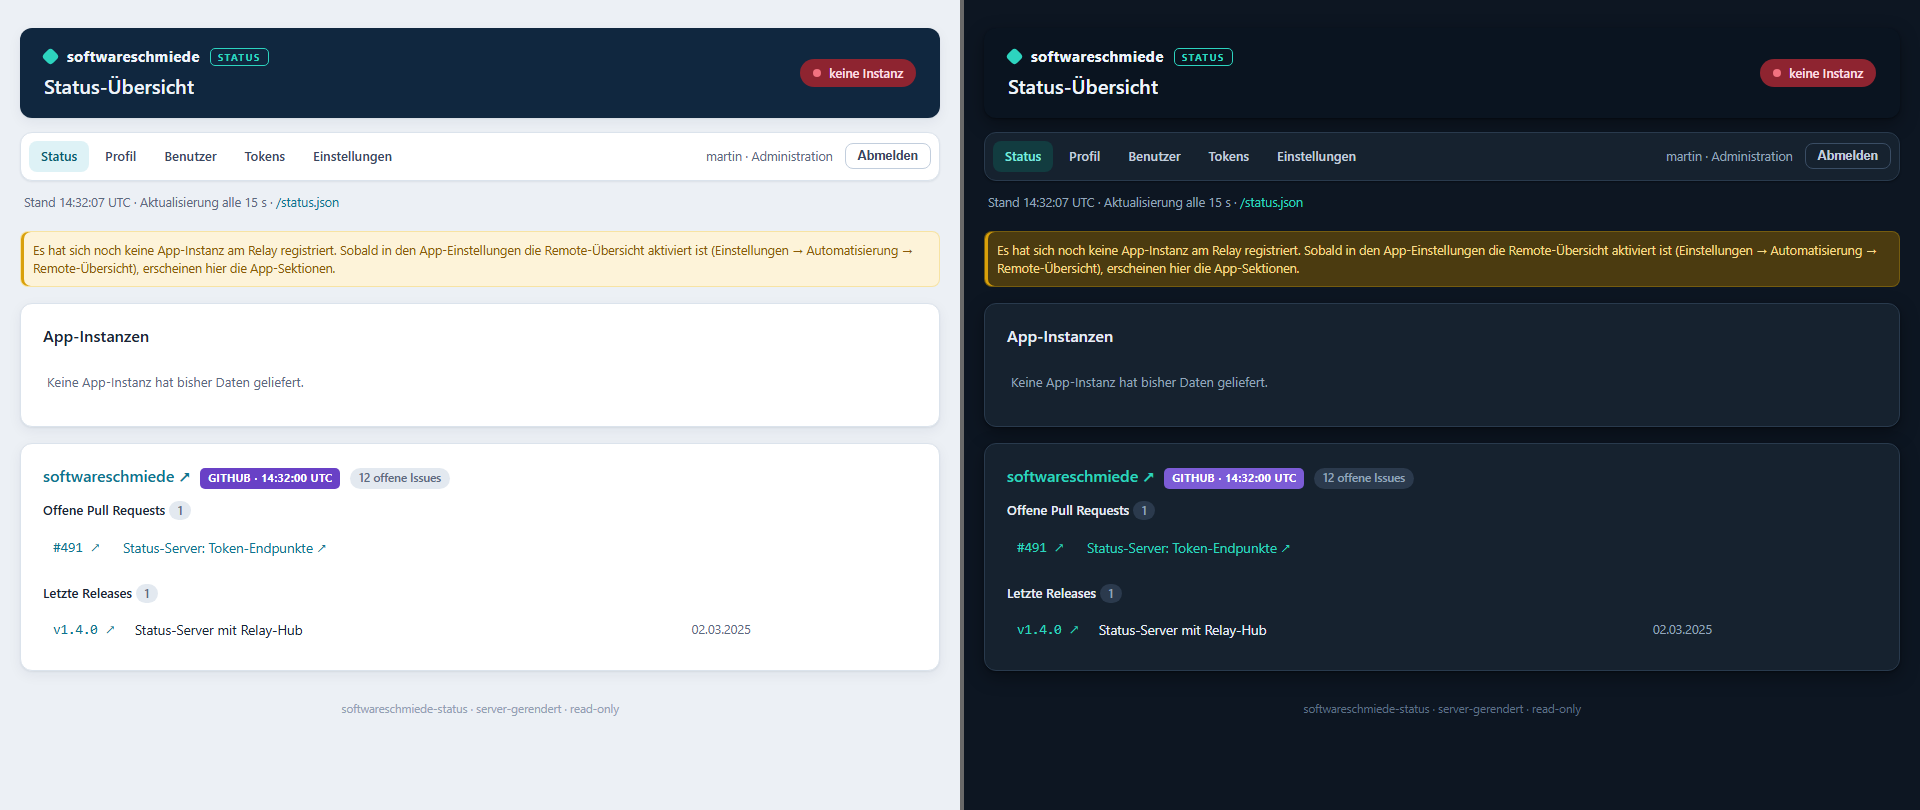 softwareschmiede STATUS
Status-Übersicht
keine Instanz
Status Profil Benutzer Tokens Einstellungen martin · Administration Abmelden
Stand 14:32:07 UTC · Aktualisierung alle 15 s · /status.json
Es hat sich noch keine App-Instanz am Relay registriert. Sobald in den App-Einstellungen die Remote-Übersicht aktiviert ist (Einstellungen → Automatisierung →
Remote-Übersicht), erscheinen hier die App-Sektionen.
App-Instanzen
Keine App-Instanz hat bisher Daten geliefert.
softwareschmiede ↗ GITHUB · 14:32:00 UTC 12 offene Issues
Offene Pull Requests 1
#491 ↗ Status-Server: Token-Endpunkte ↗
Letzte Releases 1
v1.4.0 ↗ Status-Server mit Relay-Hub 02.03.2025
softwareschmiede-status · server-gerendert · read-only
softwareschmiede STATUS
Status-Übersicht
keine Instanz
Status Profil Benutzer Tokens Einstellungen martin · Administration Abmelden
Stand 14:32:07 UTC · Aktualisierung alle 15 s · /status.json
Es hat sich noch keine App-Instanz am Relay registriert. Sobald in den App-Einstellungen die Remote-Übersicht aktiviert ist (Einstellungen → Automatisierung →
Remote-Übersicht), erscheinen hier die App-Sektionen.
App-Instanzen
Keine App-Instanz hat bisher Daten geliefert.
softwareschmiede ↗ GITHUB · 14:32:00 UTC 12 offene Issues
Offene Pull Requests 1
#491 ↗ Status-Server: Token-Endpunkte ↗
Letzte Releases 1
v1.4.0 ↗ Status-Server mit Relay-Hub 02.03.2025
softwareschmiede-status · server-gerendert · read-only